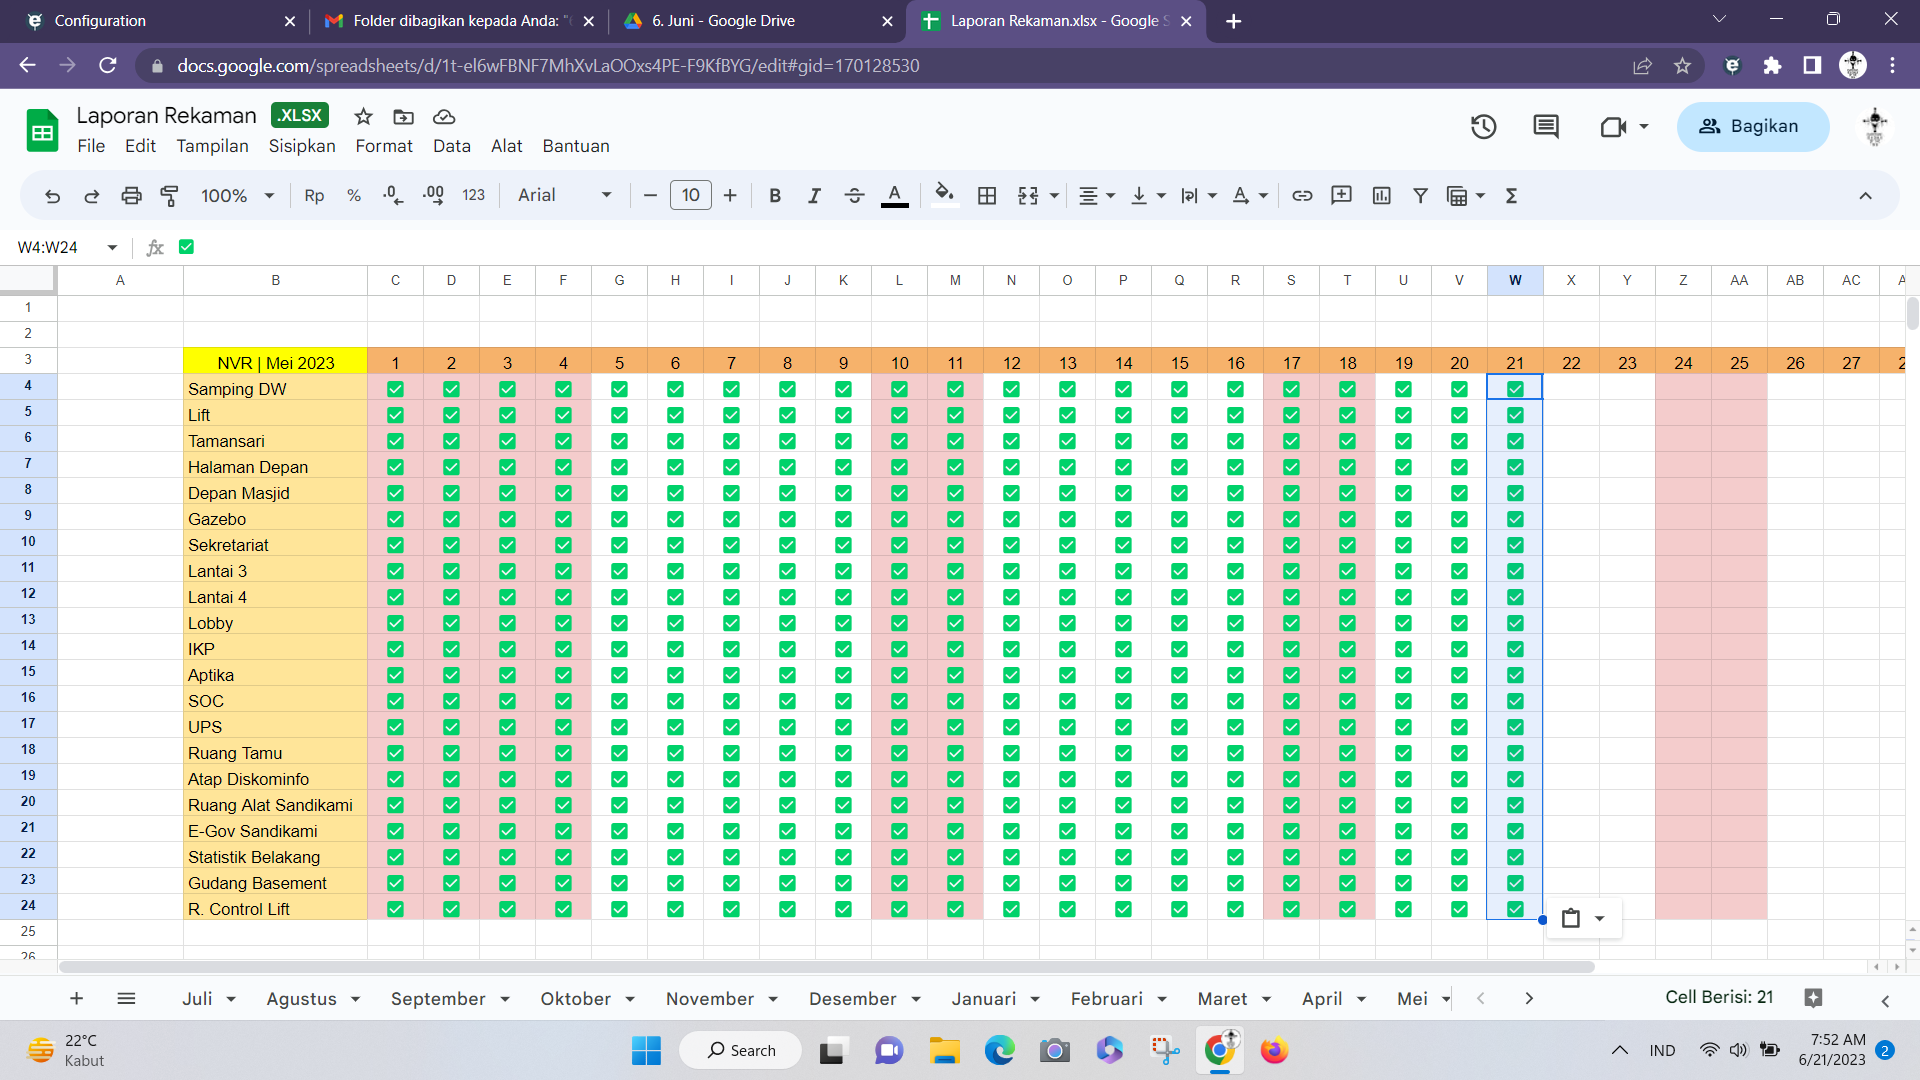 Configuration
Folder dibagikan kepada Anda: "
6. Juni - Google Drive
Laporan Rekaman.xlsx - Google S
docs.google.com/spreadsheets/d/1t-el6wFBNF7MhXvLaOOxs4PE-F9KfBYG/edit#gid=170128530
Laporan Rekaman .XLSX
File Edit Tampilan Sisipkan Format Data Alat Bantuan
Bagikan
100% Rp % .0 .00 123 Arial 10 B I S A Σ
W4:W24 fx ✅
A B C D E F G H I J K L M N O P Q R S T U V W X Y Z AA AB AC A
1
2
3 NVR | Mei 2023 1 2 3 4 5 6 7 8 9 10 11 12 13 14 15 16 17 18 19 20 21 22 23 24 25 26 27 2
4 Samping DW ✅ ✅ ✅ ✅ ✅ ✅ ✅ ✅ ✅ ✅ ✅ ✅ ✅ ✅ ✅ ✅ ✅ ✅ ✅ ✅ ✅
5 Lift ✅ ✅ ✅ ✅ ✅ ✅ ✅ ✅ ✅ ✅ ✅ ✅ ✅ ✅ ✅ ✅ ✅ ✅ ✅ ✅ ✅
6 Tamansari ✅ ✅ ✅ ✅ ✅ ✅ ✅ ✅ ✅ ✅ ✅ ✅ ✅ ✅ ✅ ✅ ✅ ✅ ✅ ✅ ✅
7 Halaman Depan ✅ ✅ ✅ ✅ ✅ ✅ ✅ ✅ ✅ ✅ ✅ ✅ ✅ ✅ ✅ ✅ ✅ ✅ ✅ ✅ ✅
8 Depan Masjid ✅ ✅ ✅ ✅ ✅ ✅ ✅ ✅ ✅ ✅ ✅ ✅ ✅ ✅ ✅ ✅ ✅ ✅ ✅ ✅ ✅
9 Gazebo ✅ ✅ ✅ ✅ ✅ ✅ ✅ ✅ ✅ ✅ ✅ ✅ ✅ ✅ ✅ ✅ ✅ ✅ ✅ ✅ ✅
10 Sekretariat ✅ ✅ ✅ ✅ ✅ ✅ ✅ ✅ ✅ ✅ ✅ ✅ ✅ ✅ ✅ ✅ ✅ ✅ ✅ ✅ ✅
11 Lantai 3 ✅ ✅ ✅ ✅ ✅ ✅ ✅ ✅ ✅ ✅ ✅ ✅ ✅ ✅ ✅ ✅ ✅ ✅ ✅ ✅ ✅
12 Lantai 4 ✅ ✅ ✅ ✅ ✅ ✅ ✅ ✅ ✅ ✅ ✅ ✅ ✅ ✅ ✅ ✅ ✅ ✅ ✅ ✅ ✅
13 Lobby ✅ ✅ ✅ ✅ ✅ ✅ ✅ ✅ ✅ ✅ ✅ ✅ ✅ ✅ ✅ ✅ ✅ ✅ ✅ ✅ ✅
14 IKP ✅ ✅ ✅ ✅ ✅ ✅ ✅ ✅ ✅ ✅ ✅ ✅ ✅ ✅ ✅ ✅ ✅ ✅ ✅ ✅ ✅
15 Aptika ✅ ✅ ✅ ✅ ✅ ✅ ✅ ✅ ✅ ✅ ✅ ✅ ✅ ✅ ✅ ✅ ✅ ✅ ✅ ✅ ✅
16 SOC ✅ ✅ ✅ ✅ ✅ ✅ ✅ ✅ ✅ ✅ ✅ ✅ ✅ ✅ ✅ ✅ ✅ ✅ ✅ ✅ ✅
17 UPS ✅ ✅ ✅ ✅ ✅ ✅ ✅ ✅ ✅ ✅ ✅ ✅ ✅ ✅ ✅ ✅ ✅ ✅ ✅ ✅ ✅
18 Ruang Tamu ✅ ✅ ✅ ✅ ✅ ✅ ✅ ✅ ✅ ✅ ✅ ✅ ✅ ✅ ✅ ✅ ✅ ✅ ✅ ✅ ✅
19 Atap Diskominfo ✅ ✅ ✅ ✅ ✅ ✅ ✅ ✅ ✅ ✅ ✅ ✅ ✅ ✅ ✅ ✅ ✅ ✅ ✅ ✅ ✅
20 Ruang Alat Sandikami ✅ ✅ ✅ ✅ ✅ ✅ ✅ ✅ ✅ ✅ ✅ ✅ ✅ ✅ ✅ ✅ ✅ ✅ ✅ ✅ ✅
21 E-Gov Sandikami ✅ ✅ ✅ ✅ ✅ ✅ ✅ ✅ ✅ ✅ ✅ ✅ ✅ ✅ ✅ ✅ ✅ ✅ ✅ ✅ ✅
22 Statistik Belakang ✅ ✅ ✅ ✅ ✅ ✅ ✅ ✅ ✅ ✅ ✅ ✅ ✅ ✅ ✅ ✅ ✅ ✅ ✅ ✅ ✅
23 Gudang Basement ✅ ✅ ✅ ✅ ✅ ✅ ✅ ✅ ✅ ✅ ✅ ✅ ✅ ✅ ✅ ✅ ✅ ✅ ✅ ✅ ✅
24 R. Control Lift ✅ ✅ ✅ ✅ ✅ ✅ ✅ ✅ ✅ ✅ ✅ ✅ ✅ ✅ ✅ ✅ ✅ ✅ ✅ ✅ ✅
25
26
Juli Agustus September Oktober November Desember Januari Februari Maret April Mei Cell Berisi: 21
22°C
Kabut
Search
IND
7:52 AM
6/21/2023
2